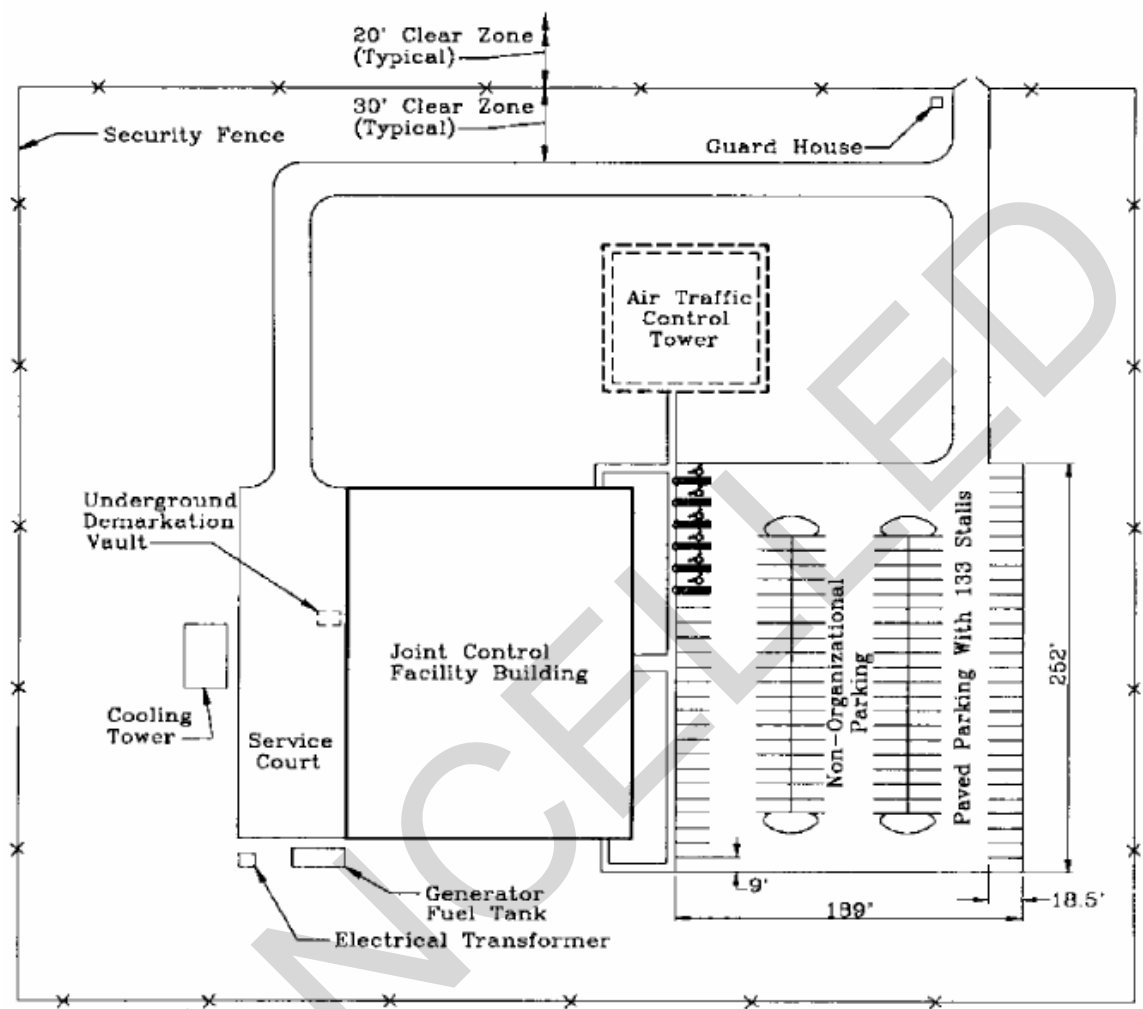 20' Clear Zone
(Typical)
30' Clear Zone
(Typical)
Security Fence
Guard House
Air Traffic
Control
Tower
Underground
Demarkation
Vault
Joint Control
Facility Building
Cooling
Tower
Service
Court
Non-Organizational
Parking
Paved Parking With 133 Stalls
252'
9'
189'
18.5'
Generator
Fuel Tank
Electrical Transformer
NCELLED